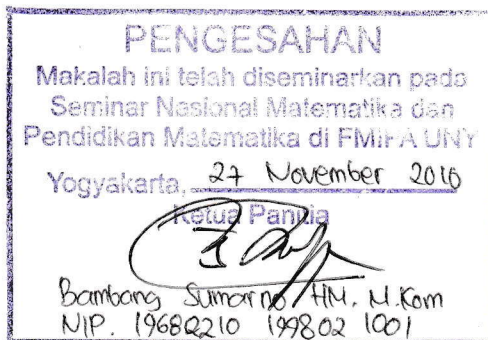 PENGESAHAN
Makalah ini telah diseminarkan pada
Seminar Nasional Matematika dan
Pendidikan Matematika di FMIPA UNY
Yogyakarta, 27 November 2010
Ketua Panitia
Bambang Sumarno HM, M.Kom
NIP. 19680210 199802 1001